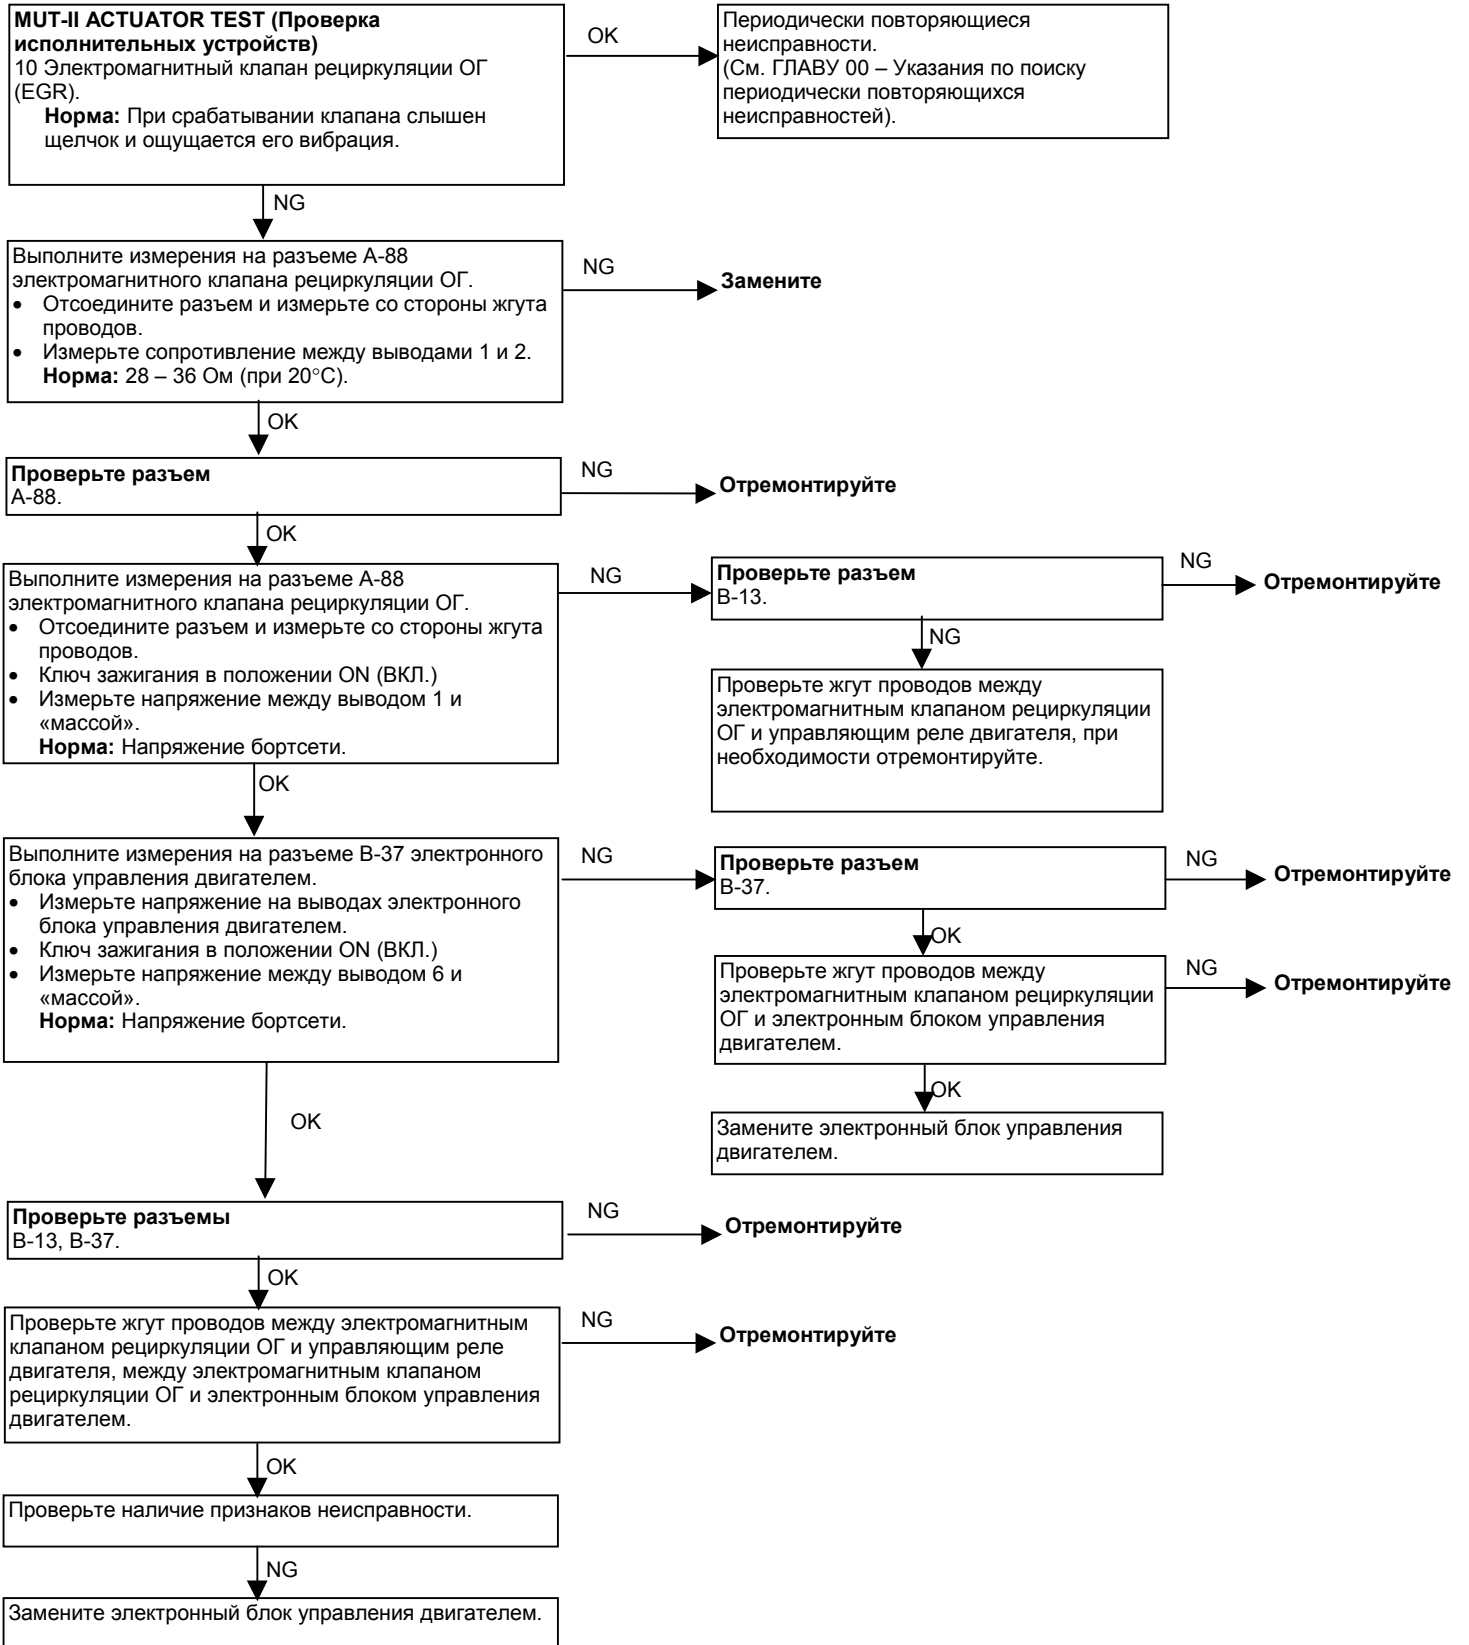 MUT-II ACTUATOR TEST (Проверка
исполнительных устройств)
10 Электромагнитный клапан рециркуляции ОГ
(EGR).
Норма: При срабатывании клапана слышен
щелчок и ощущается его вибрация.
OK
Периодически повторяющиеся
неисправности.
(См. ГЛАВУ 00 – Указания по поиску
периодически повторяющихся
неисправностей).
NG
Выполните измерения на разъеме А-88
электромагнитного клапана рециркуляции ОГ.
• Отсоедините разъем и измерьте со стороны жгута
проводов.
• Измерьте сопротивление между выводами 1 и 2.
Норма: 28 – 36 Ом (при 20°С).
NG
Замените
OK
Проверьте разъем
А-88.
NG
Отремонтируйте
OK
Выполните измерения на разъеме А-88
электромагнитного клапана рециркуляции ОГ.
• Отсоедините разъем и измерьте со стороны жгута
проводов.
• Ключ зажигания в положении ON (ВКЛ.)
• Измерьте напряжение между выводом 1 и
«массой».
Норма: Напряжение бортсети.
NG
Проверьте разъем
В-13.
NG
Отремонтируйте
NG
Проверьте жгут проводов между
электромагнитным клапаном рециркуляции
ОГ и управляющим реле двигателя, при
необходимости отремонтируйте.
OK
Выполните измерения на разъеме В-37 электронного
блока управления двигателем.
• Измерьте напряжение на выводах электронного
блока управления двигателем.
• Ключ зажигания в положении ON (ВКЛ.)
• Измерьте напряжение между выводом 6 и
«массой».
Норма: Напряжение бортсети.
NG
Проверьте разъем
В-37.
NG
Отремонтируйте
OK
Проверьте жгут проводов между
электромагнитным клапаном рециркуляции
ОГ и электронным блоком управления
двигателем.
NG
Отремонтируйте
OK
Замените электронный блок управления
двигателем.
OK
Проверьте разъемы
В-13, В-37.
NG
Отремонтируйте
OK
Проверьте жгут проводов между электромагнитным
клапаном рециркуляции ОГ и управляющим реле
двигателя, между электромагнитным клапаном
рециркуляции ОГ и электронным блоком управления
двигателем.
NG
Отремонтируйте
OK
Проверьте наличие признаков неисправности.
NG
Замените электронный блок управления двигателем.